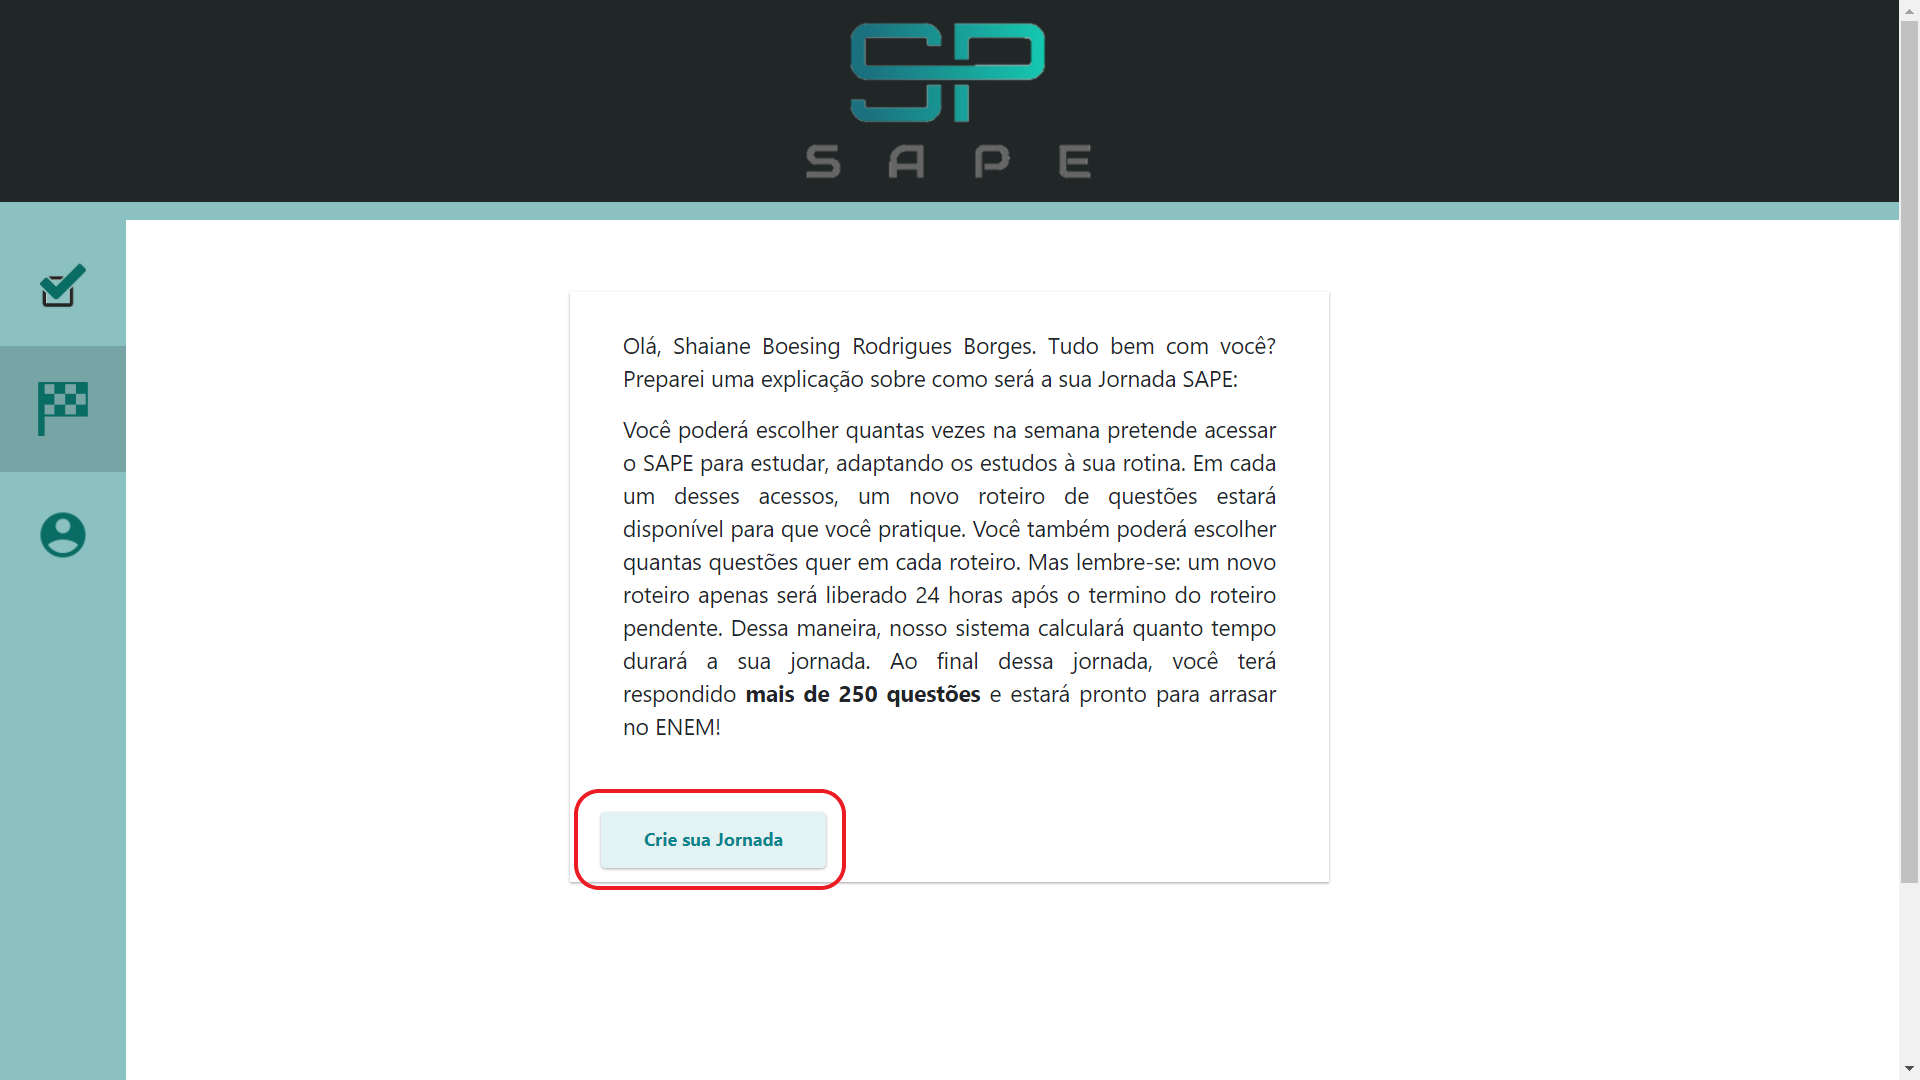 SP
SAPE
Olá, Shaiane Boesing Rodrigues Borges. Tudo bem com você?
Preparei uma explicação sobre como será a sua Jornada SAPE:
Você poderá escolher quantas vezes na semana pretende acessar
o SAPE para estudar, adaptando os estudos à sua rotina. Em cada
um desses acessos, um novo roteiro de questões estará
disponível para que você pratique. Você também poderá escolher
quantas questões quer em cada roteiro. Mas lembre-se: um novo
roteiro apenas será liberado 24 horas após o termino do roteiro
pendente. Dessa maneira, nosso sistema calculará quanto tempo
durará a sua jornada. Ao final dessa jornada, você terá
respondido mais de 250 questões e estará pronto para arrasar
no ENEM!
Crie sua Jornada